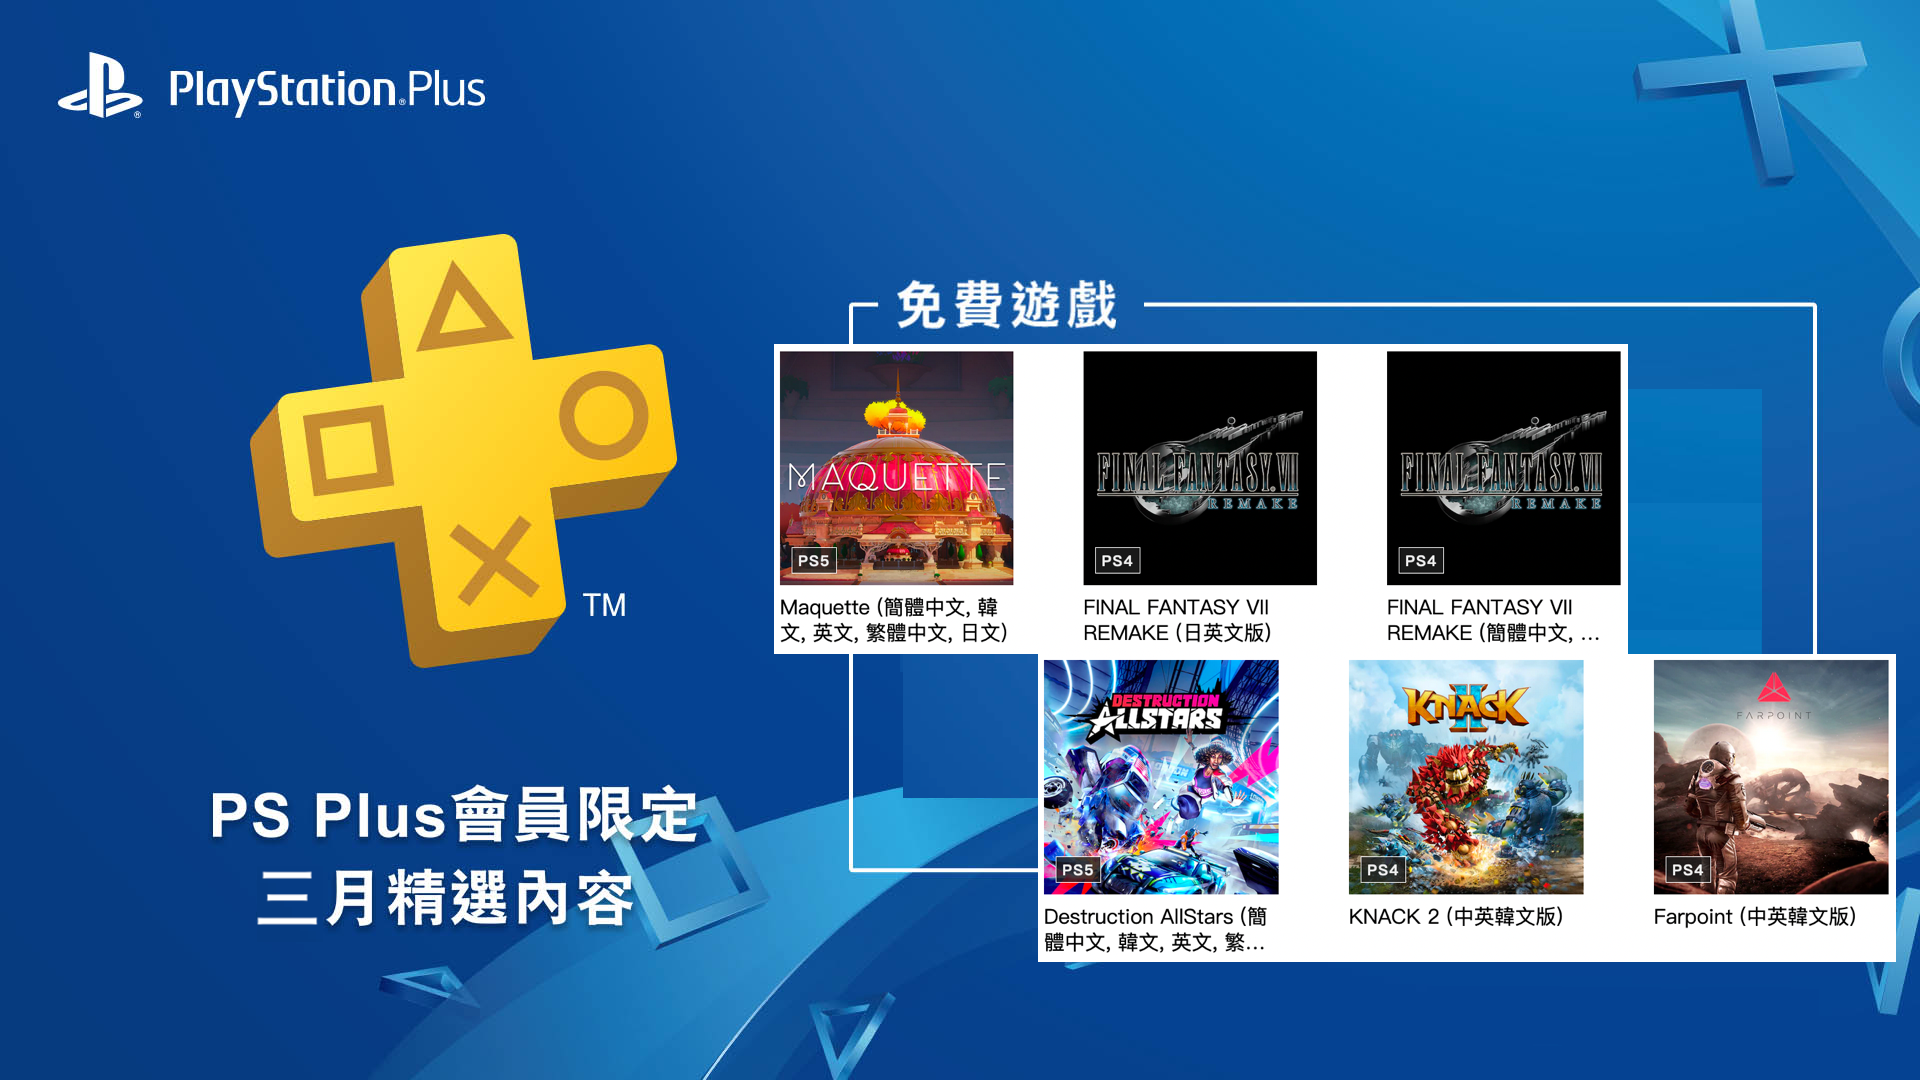 PlayStation®Plus
TM
PS Plus會員限定
三月精選內容
免費遊戲
MAQUETTE
PS5
Maquette (簡體中文, 韓
文, 英文, 繁體中文, 日文)
FINAL FANTASY VII
REMAKE
PS4
FINAL FANTASY VII
REMAKE (日英文版)
FINAL FANTASY VII
REMAKE
PS4
FINAL FANTASY VII
REMAKE (簡體中文, ...
DESTRUCTION
ALLSTARS
PS5
Destruction AllStars (簡
體中文, 韓文, 英文, 繁...
KNACK
II
PS4
KNACK 2 (中英韓文版)
FARPOINT
PS4
Farpoint (中英韓文版)